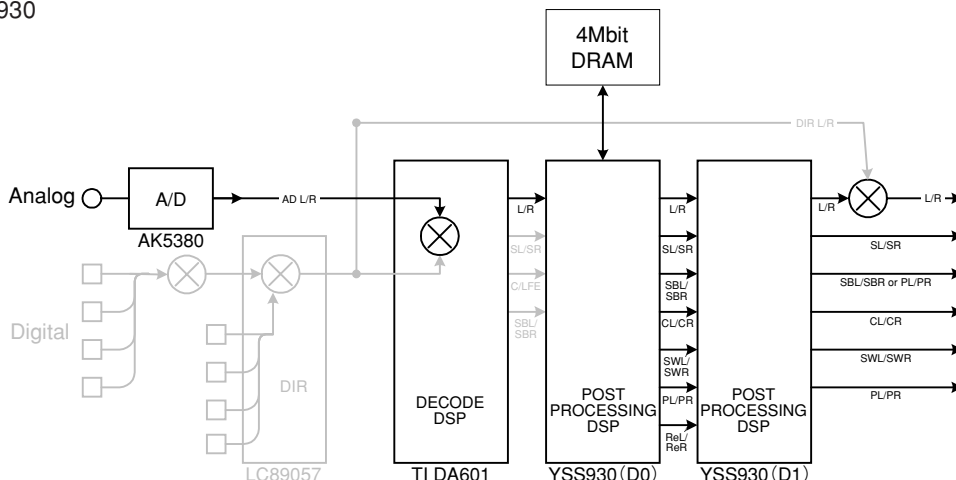 930
4Mbit
DRAM
DIR L/R
Analog
A/D
AD L/R
AK5380
L/R
L/R
L/R
L/R
SL/SR
SL/SR
SL/SR
C/LFE
SBL/
SBR
SBL/SBR or PL/PR
SBL/
SBR
CL/CR
CL/CR
Digital
SWL/
SWR
SWL/SWR
DIR
PL/PR
PL/PR
DECODE
DSP
POST
PROCESSING
DSP
POST
PROCESSING
DSP
ReL/
ReR
LC89057
TI DA601
YSS930 (D0)
YSS930 (D1)